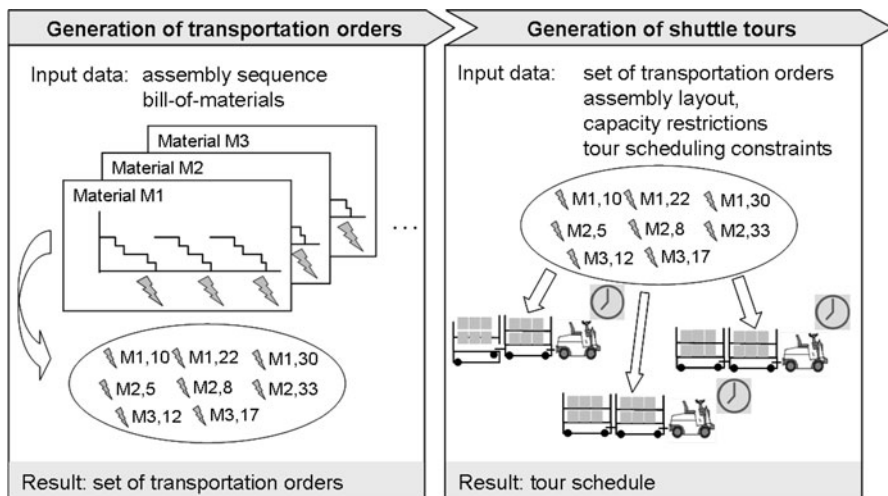 Generation of transportation orders
Input data: assembly sequence
bill-of-materials
Material M3
Material M2
Material M1
...
M1,10 M1,22 M1,30
M2,5 M2,8 M2,33
M3,12 M3,17
Result: set of transportation orders
Generation of shuttle tours
Input data: set of transportation orders
assembly layout,
capacity restrictions
tour scheduling constraints
M1,10 M1,22 M1,30
M2,5 M2,8 M2,33
M3,12 M3,17
Result: tour schedule